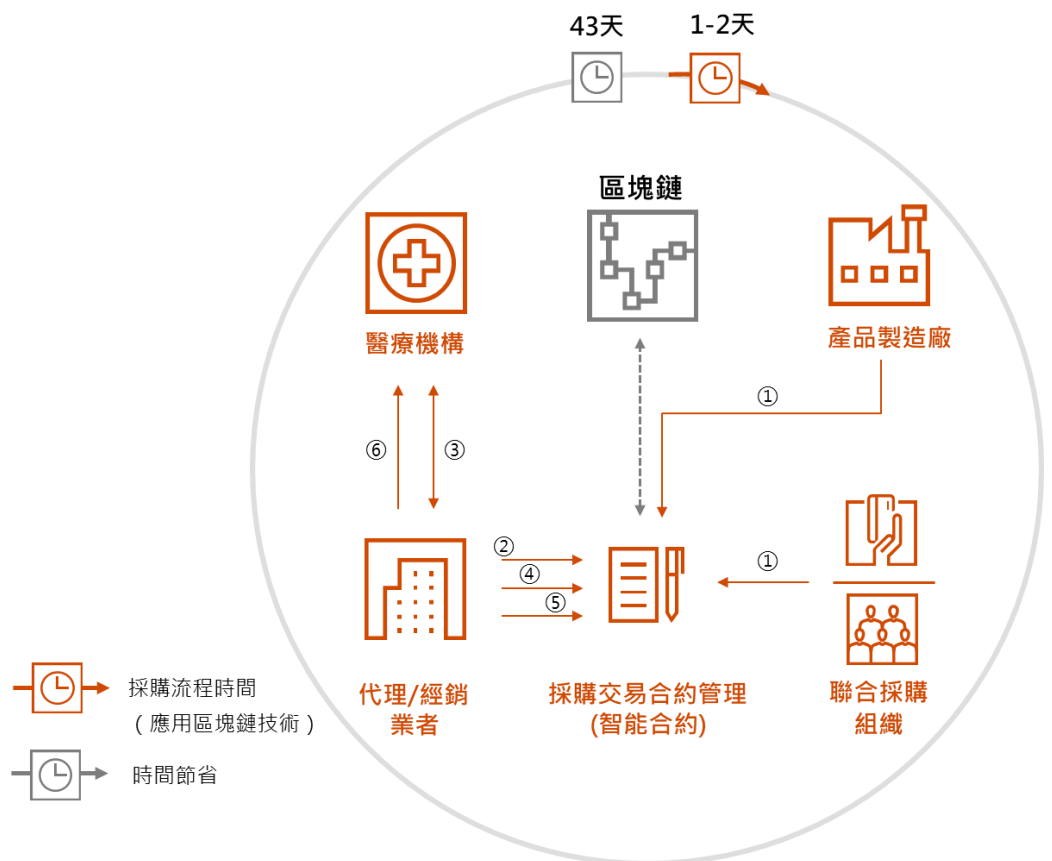 43天
1-2天
區塊鏈
醫療機構
產品製造廠
①
⑥
③
②
④
⑤
①
代理/經銷
業者
採購交易合約管理
(智能合約)
聯合採購
組織
採購流程時間
（應用區塊鏈技術）
時間節省